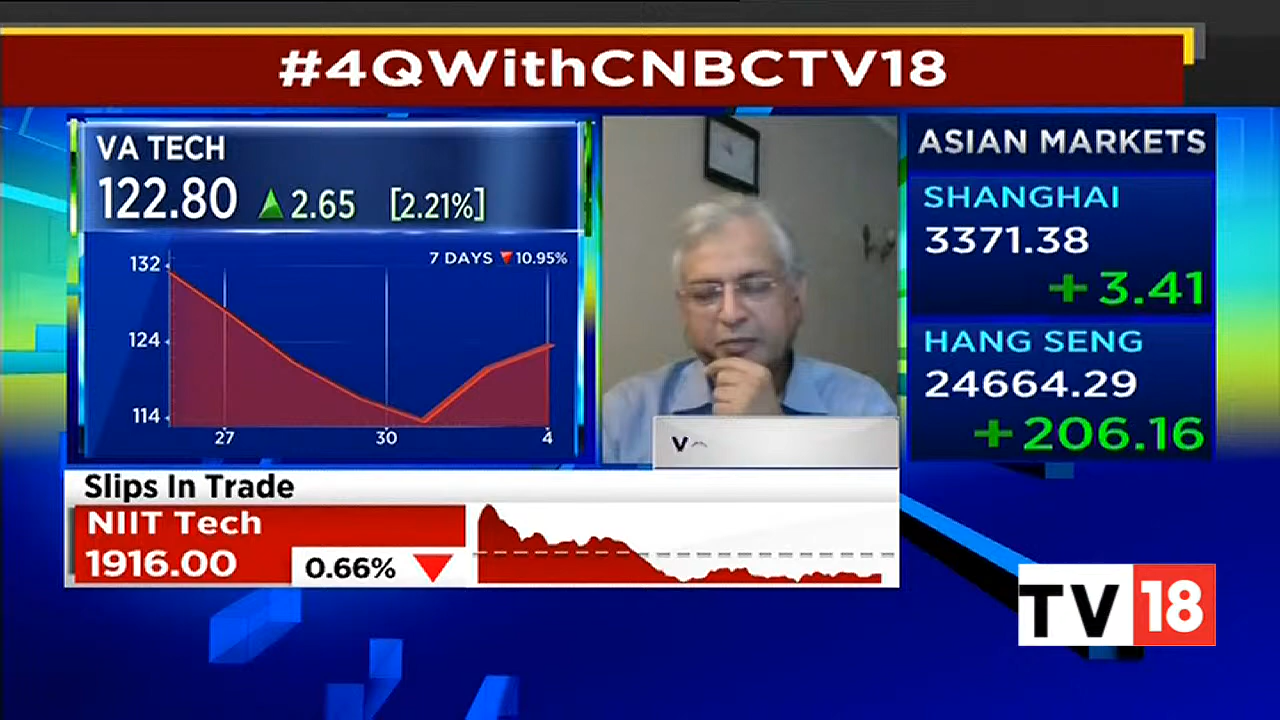 #4QWithCNBCTV18
VA TECH
122.80 ▲ 2.65 [2.21%]
7 DAYS ▼ 10.95%
132
124
114
27 30 4
V
ASIAN MARKETS
SHANGHAI
3371.38
+ 3.41
HANG SENG
24664.29
+ 206.16
Slips In Trade
NIIT Tech
1916.00
0.66% ▼
TV18